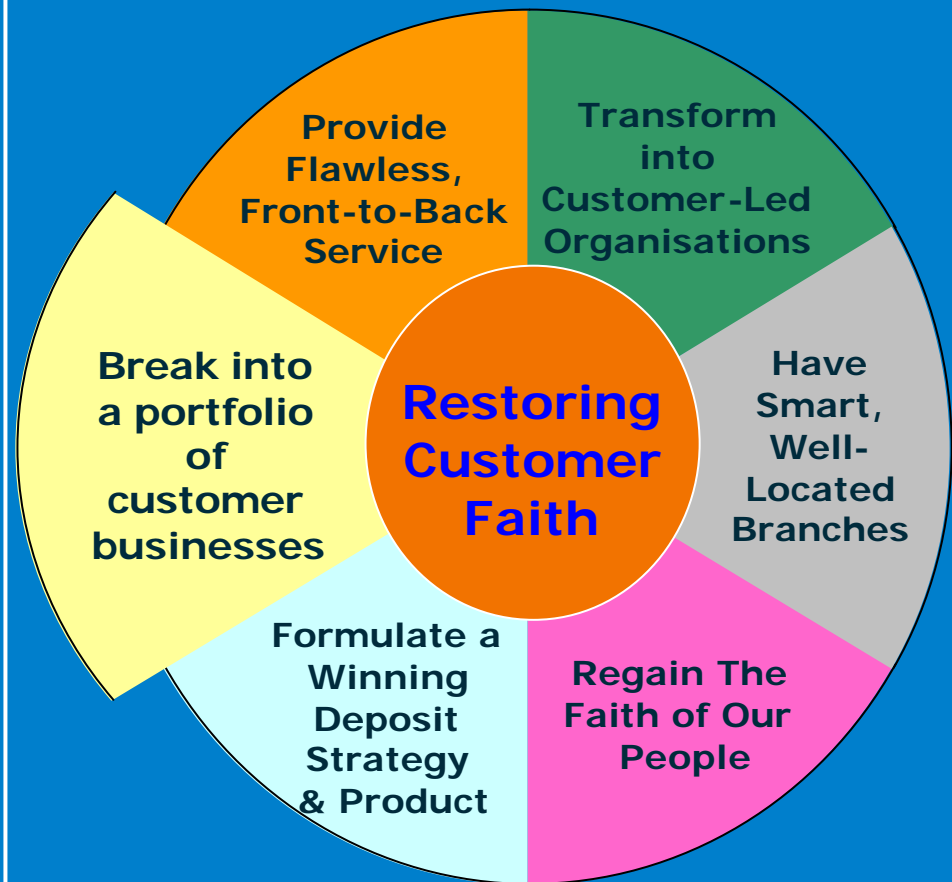 Provide
Flawless,
Front-to-Back
Service
Transform
into
Customer-Led
Organisations
Have
Smart,
Well-
Located
Branches
Regain The
Faith of Our
People
Formulate a
Winning
Deposit
Strategy
& Product
Break into
a portfolio
of
customer
businesses
Restoring
Customer
Faith